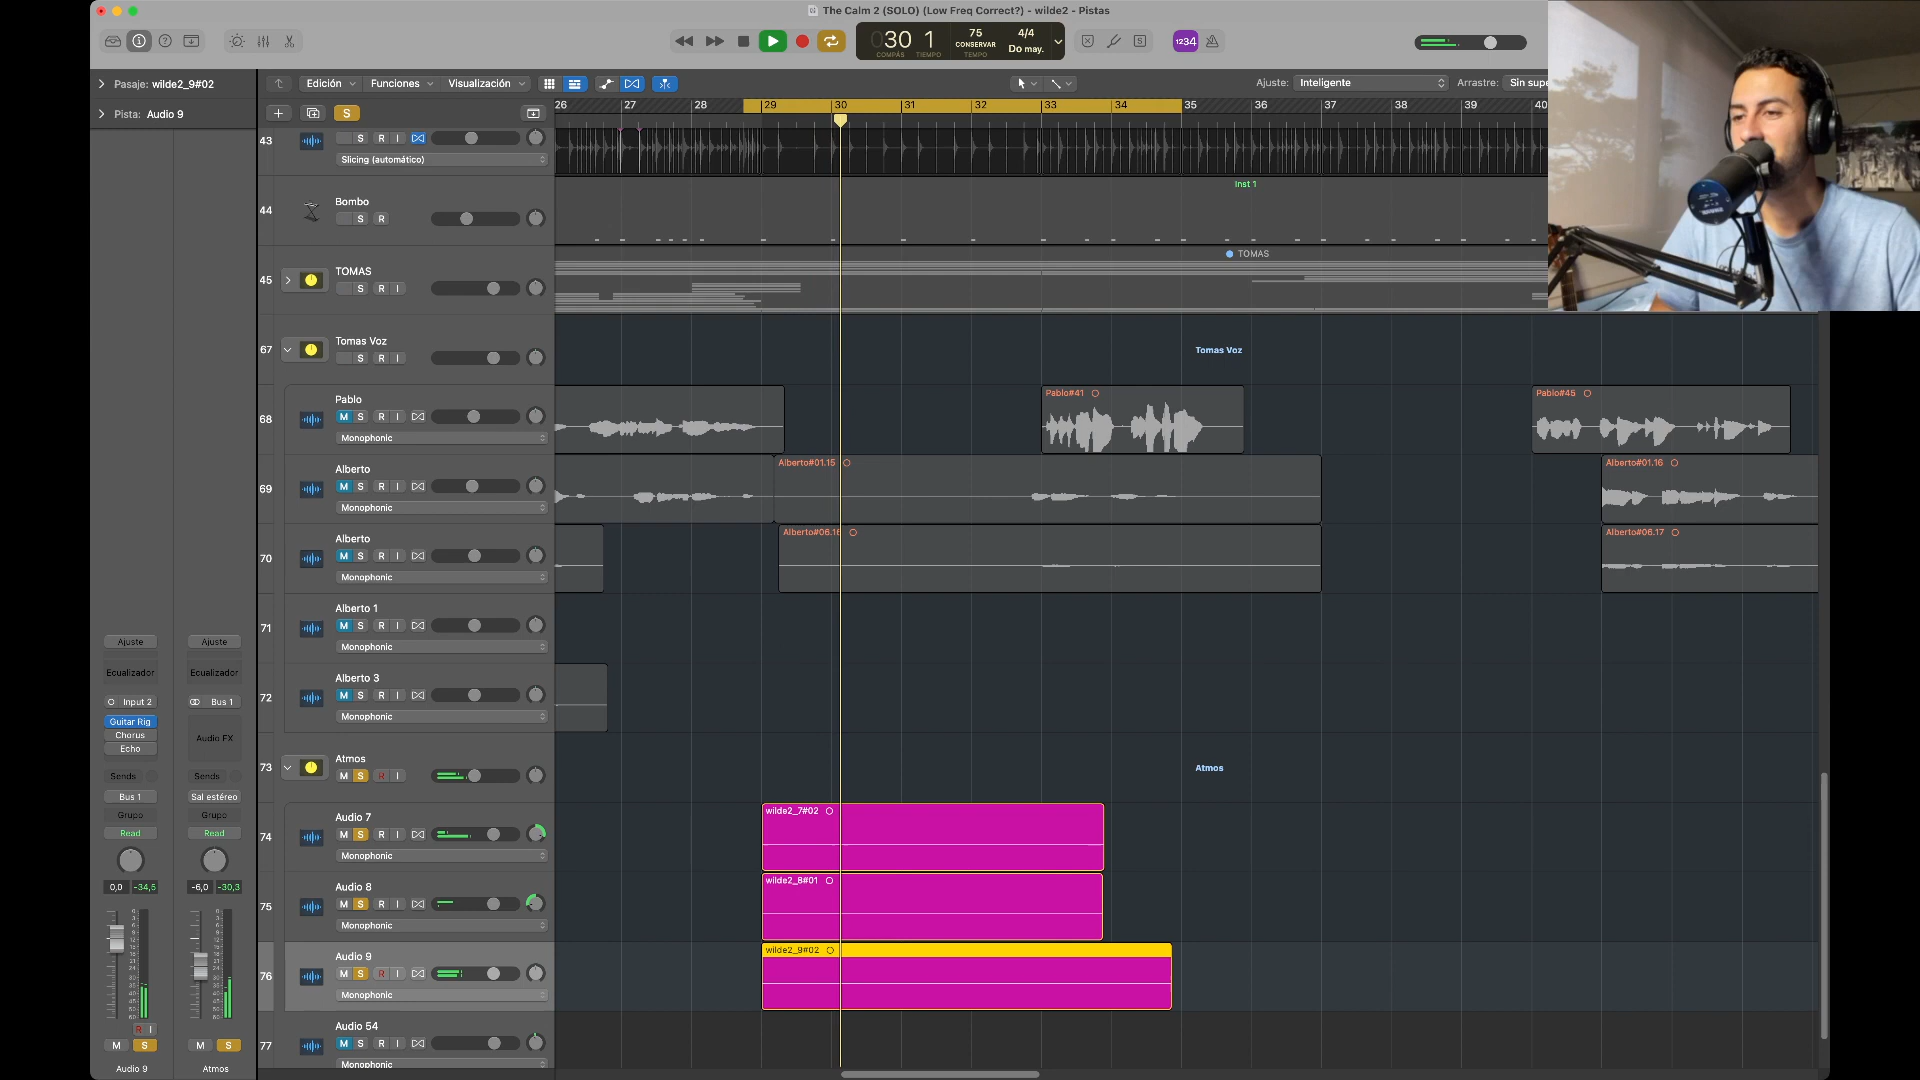 The Calm 2 (SOLO) (Low Freq Correct?) - wilde2 - Pistas
030 1
COMPÁS TIEMPO
75
CONSERVAR
TEMPO
4/4
Do may.
1234
Pasaje: wilde2_9#02
Pista: Audio 9
Edición
Funciones
Visualización
Ajuste: Inteligente
Arrastre: Sin supe
S
26 27 28 29 30 31 32 33 34 35 36 37 38 39 40
43
S R I
Slicing (automático)
44
Bombo
S R
Inst 1
45
TOMAS
S R I
TOMAS
67
Tomas Voz
S R I
Tomas Voz
68
Pablo
M S R I
Monophonic
Pablo#41
Pablo#45
69
Alberto
M S R I
Monophonic
Alberto#01.15
Alberto#01.16
70
Alberto
M S R I
Monophonic
Alberto#06.16
Alberto#06.17
71
Alberto 1
M S R I
Monophonic
72
Alberto 3
M S R I
Monophonic
73
Atmos
M S R I
Atmos
74
Audio 7
M S R I
Monophonic
wilde2_7#02
75
Audio 8
M S R I
Monophonic
wilde2_8#01
76
Audio 9
M S R I
Monophonic
wilde2_9#02
77
Audio 54
M S R I
Monophonic
Ajuste
Ajuste
Ecualizador
Ecualizador
Input 2
Bus 1
Guitar Rig
Chorus
Echo
Audio FX
Sends
Sends
Bus 1
Sal estéreo
Grupo
Grupo
Read
Read
0,0 -34,5
-6,0 -30,3
R I
M S
M S
Audio 9
Atmos